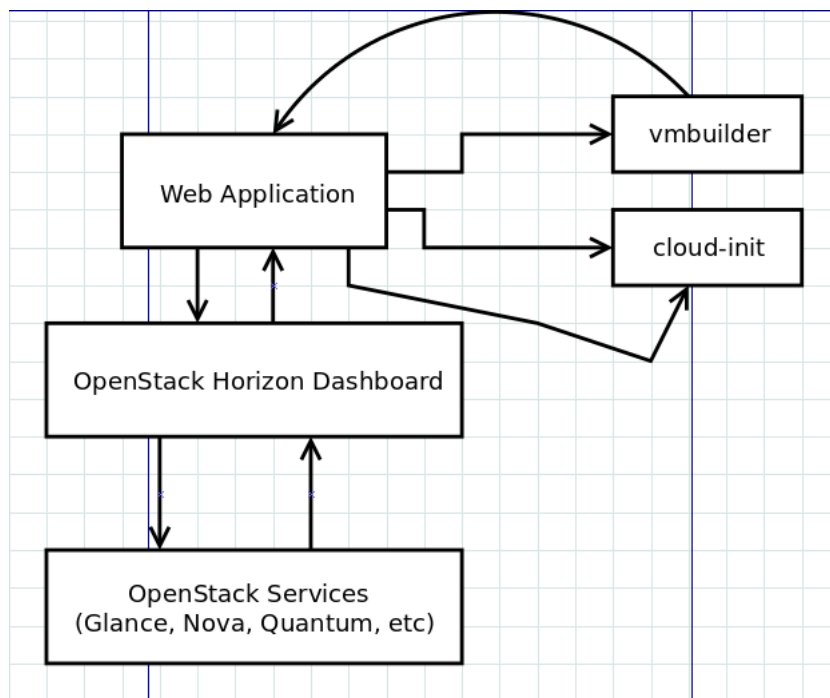 vmbuilder
Web Application
cloud-init
OpenStack Horizon Dashboard
OpenStack Services
(Glance, Nova, Quantum, etc)